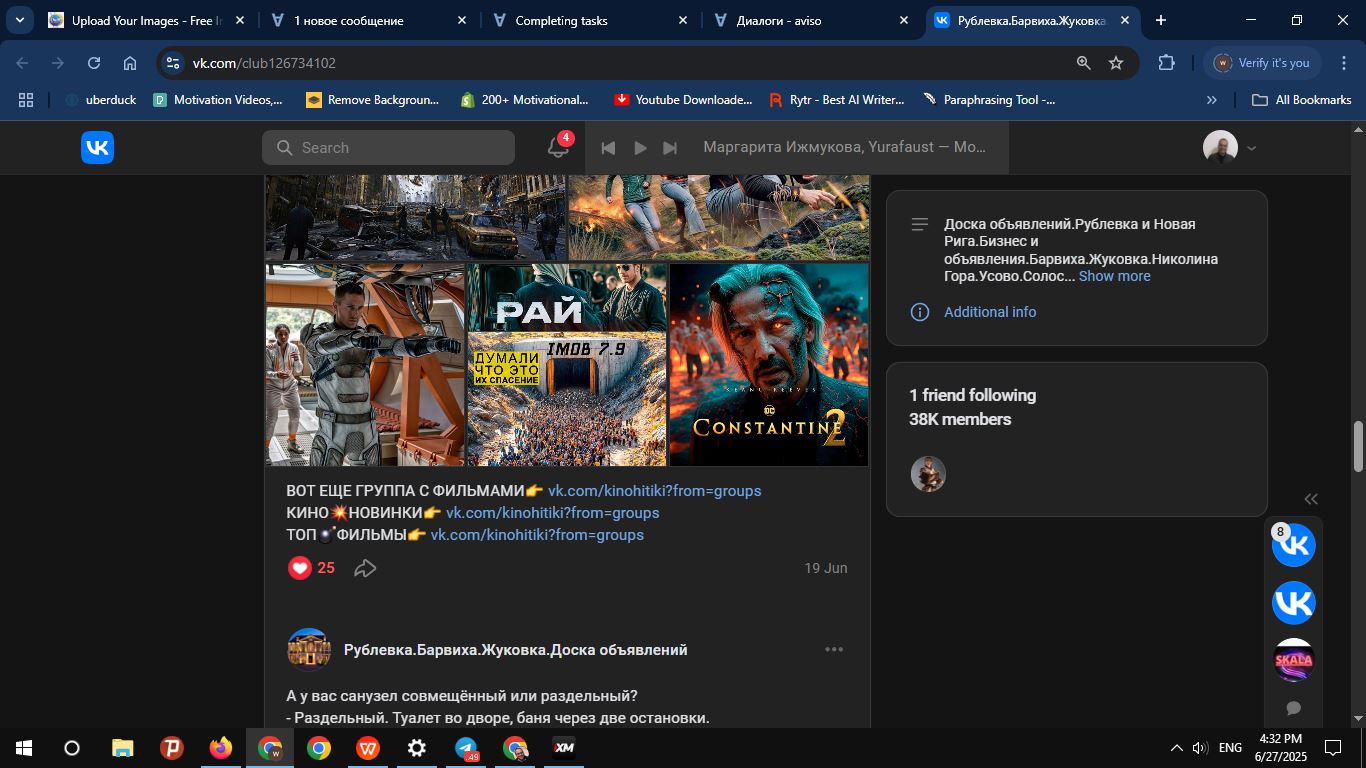 Upload Your Images - Free In
1 новое сообщение
Completing tasks
Диалоги - aviso
Рублевка.Барвиха.Жуковка.
vk.com/club126734102
w
Verify it's you
uberduck
Motivation Videos,...
Remove Backgroun...
200+ Motivational...
Youtube Downloade...
Rytr - Best AI Writer...
Paraphrasing Tool -...
»
All Bookmarks
Search
4
Маргарита Ижмукова, Yurafaust — Mo...
Доска объявлений.Рублевка и Новая
Рига.Бизнес и
объявления.Барвиха.Жуковка.Николина
Гора.Усово.Солос... Show more
Additional info
РАЙ
IMOB 7.9
ДУМАЛИ
ЧТО ЭТО
ИХ СПАСЕНИЕ
KEANU REEVES
DC
CONSTANTINE 2
1 friend following
38K members
ВОТ ЕЩЕ ГРУППА С ФИЛЬМАМИ👉 vk.com/kinohitiki?from=groups
КИНО💥НОВИНКИ👉 vk.com/kinohitiki?from=groups
ТОП💣ФИЛЬМЫ👉 vk.com/kinohitiki?from=groups
25
19 Jun
8
SKALA
Рублевка.Барвиха.Жуковка.Доска объявлений
А у вас санузел совмещённый или раздельный?
- Раздельный. Туалет во дворе, баня через две остановки.
49
XM
ENG
4:32 PM
6/27/2025